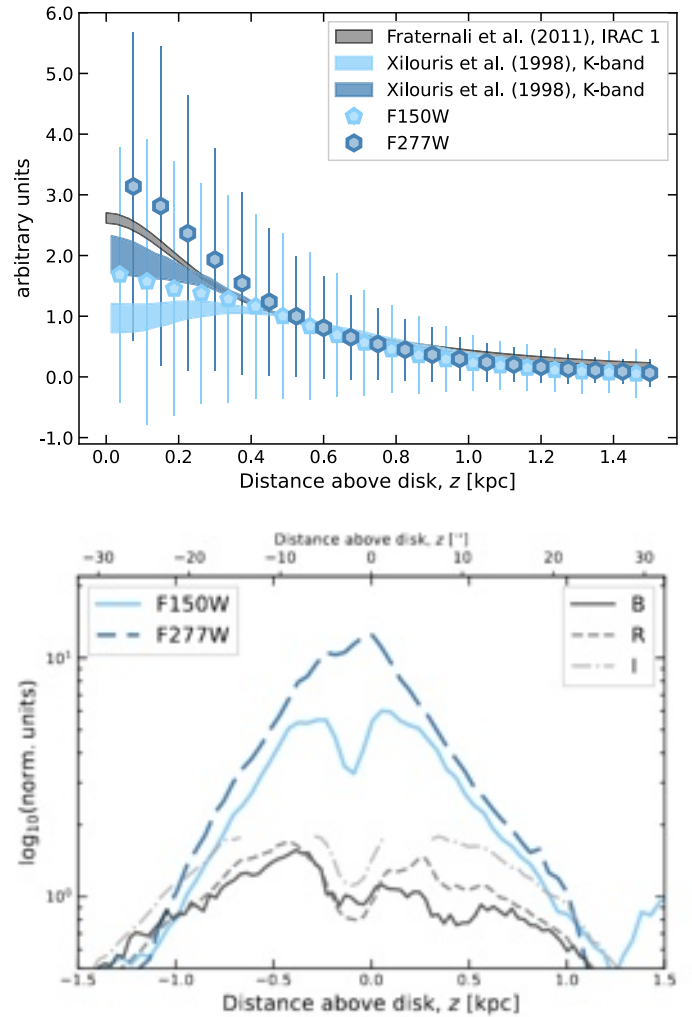 6.0
5.0
4.0
3.0
2.0
1.0
0.0
-1.0
arbitrary units
Fraternali et al. (2011), IRAC 1
Xilouris et al. (1998), K-band
Xilouris et al. (1998), K-band
F150W
F277W
0.0 0.2 0.4 0.6 0.8 1.0 1.2 1.4
Distance above disk, z [kpc]
Distance above disk, z ["]
−30 −20 −10 0 10 20 30
F150W
F277W
B
R
I
10¹
10⁰
log₁₀(norm. units)
−1.5 −1.0 −0.5 0.0 0.5 1.0 1.5
Distance above disk, z [kpc]